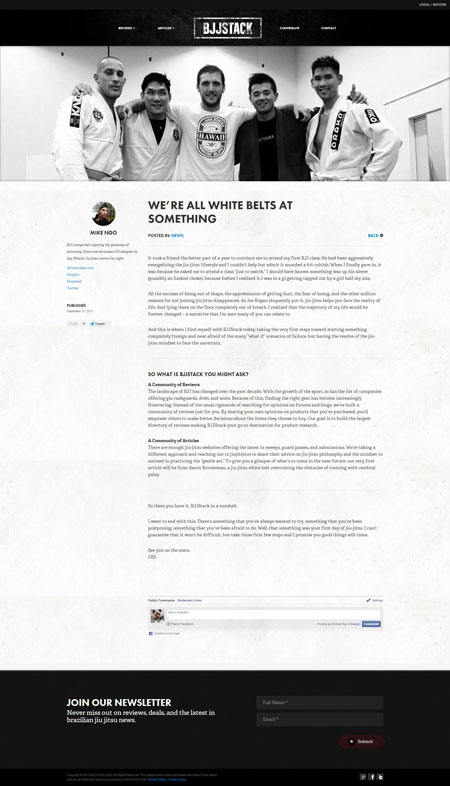 LOGIN / REGISTER
REVIEWS
ARTICLES
BJJSTACK
CONTRIBUTE
CONTACT
HAWAII
DRAKO
WE'RE ALL WHITE BELTS AT
SOMETHING
MIKE NGO
POSTED IN: NEWS
BACK
It took a friend the better part of a year to convince me to attend my first BJJ class. He had been aggressively
evangelizing the jiu jitsu lifestyle and I couldn't help but admit it sounded a bit cultish. When I finally gave in, it
was because he asked me to attend a class "just to watch." I should have known something was up his sleeve
(possibly an Ezekiel choke), because before I realized it I was in a gi getting tapped out by a girl half my size.
All the excuses of being out of shape, the apprehension of getting hurt, the fear of losing, and the other million
reasons for not joining jiu jitsu disappeared. As Joe Rogan eloquently put it, jiu jitsu helps you face the reality of
life. And lying there on the floor completely out of breath, I realized that the trajectory of my life would be
forever changed – a narrative that I'm sure many of you can relate to.
And this is where I find myself with BJJStack today, taking the very first steps toward starting something
completely foreign and new afraid of the many "what if" scenarios of failure, but having the resolve of the jiu-
jitsu mindset to face the uncertain.
SO WHAT IS BJJSTACK YOU MIGHT ASK?
A Community of Reviews
The landscape of BJJ has changed over the past decade. With the growth of the sport, so has the list of companies
offering gis, rashguards, dvds, and more. Because of this, finding the right gear has become increasingly
frustrating. Instead of the usual rigmarole of searching for opinions on forums and blogs, we've built a
community of reviews just for you. By sharing your own opinions on products that you've purchased, you'll
empower others to make better decisions about the items they choose to buy. Our goal is to build the largest
directory of reviews making BJJStack your go to destination for product research.
A Community of Articles
There are enough jiu-jitsu websites offering the latest in sweeps, guard passes, and submissions. We're taking a
different approach and reaching out to jiujiteiros to share their advice on jiu-jitsu philosophy and the mindset to
succeed in practicing the 'gentle art.' To give you a glimpse of what's to come in the near future, our very first
article will be from Aaron Brownman, a jiu-jitsu white belt overcoming the obstacles of training with cerebral
palsy.
So there you have it, BJJStack in a nutshell.
I want to end with this. There's something that you've always wanted to try, something that you've been
postponing, something that you've been afraid to do. Well, that something was your first day of jiu-jitsu. I can't
guarantee that it won't be difficult, but take those first few steps and I promise you good things will come.
See you on the mats.
OSS
Google +
Facebook
Twitter
PUBLISHED
Tweet
Public Comments
Moderator View
Settings
Comment
JOIN OUR NEWSLETTER
Never miss out on reviews, deals, and the latest in
brazilian jiu jitsu news.
Full Name *
Email *
Submit